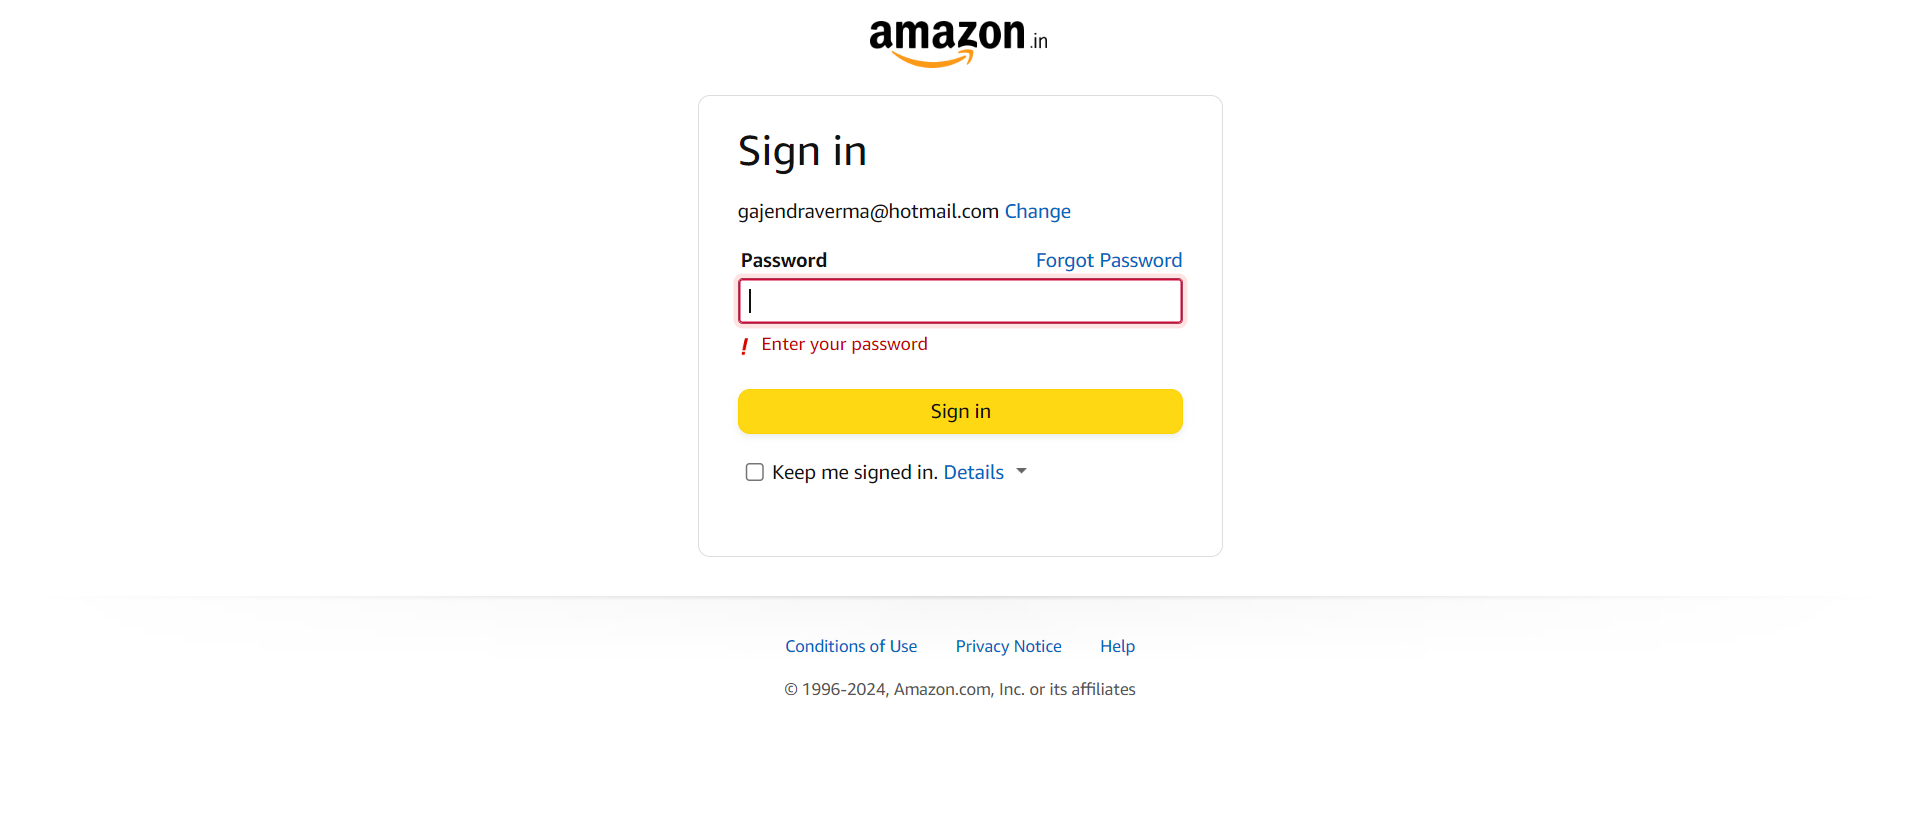 amazon.in
Sign in
gajendraverma@hotmail.com Change
Password Forgot Password
! Enter your password
Sign in
Keep me signed in. Details
Conditions of Use Privacy Notice Help
© 1996-2024, Amazon.com, Inc. or its affiliates